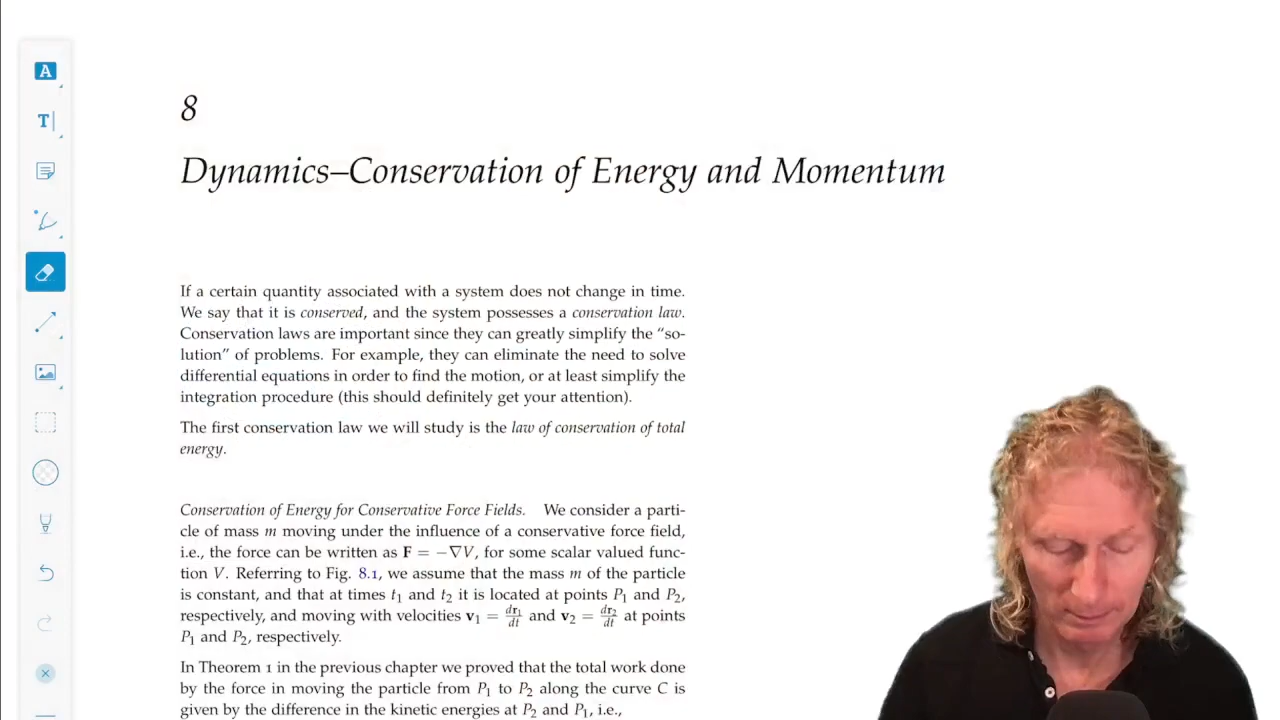 8
Dynamics–Conservation of Energy and Momentum
If a certain quantity associated with a system does not change in time.
We say that it is conserved, and the system possesses a conservation law.
Conservation laws are important since they can greatly simplify the “so-
lution” of problems. For example, they can eliminate the need to solve
differential equations in order to find the motion, or at least simplify the
integration procedure (this should definitely get your attention).
The first conservation law we will study is the law of conservation of total
energy.
Conservation of Energy for Conservative Force Fields. We consider a parti-
cle of mass m moving under the influence of a conservative force field,
i.e., the force can be written as F = −∇V, for some scalar valued func-
tion V. Referring to Fig. 8.1, we assume that the mass m of the particle
is constant, and that at times t₁ and t₂ it is located at points P₁ and P₂,
respectively, and moving with velocities v₁ = dr₁/dt and v₂ = dr₂/dt at points
P₁ and P₂, respectively.
In Theorem 1 in the previous chapter we proved that the total work done
by the force in moving the particle from P₁ to P₂ along the curve C is
given by the difference in the kinetic energies at P₂ and P₁, i.e.,
A
T